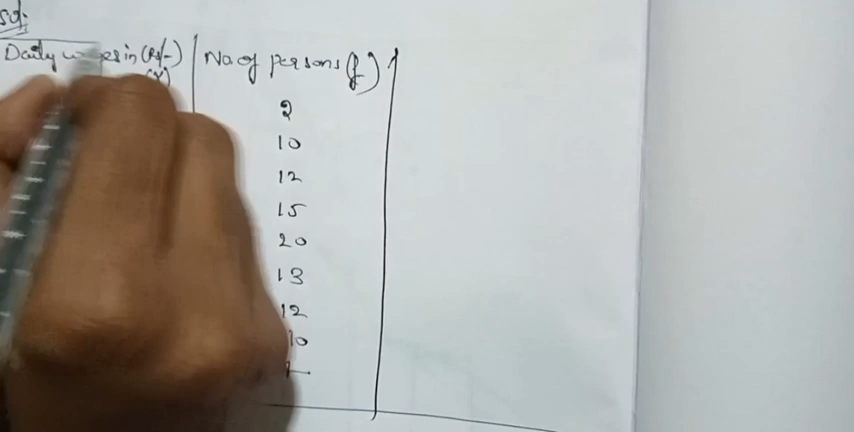 Sol.
Daily in (Rs/-) No of persons (f)
(X)
2
10
12
15
20
13
12
10